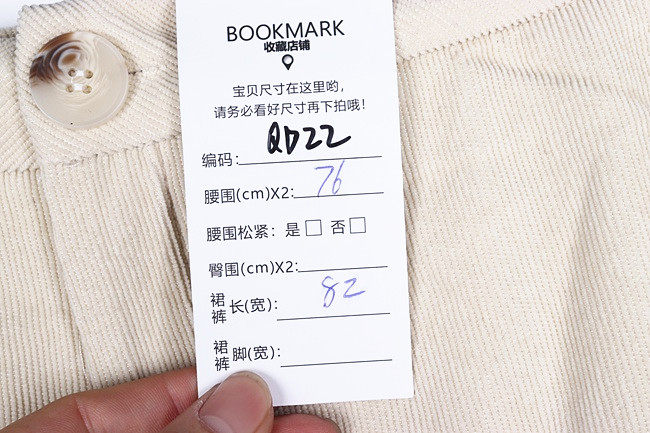 BOOKMARK
收藏店铺
宝贝尺寸在这里哟，
请务必看好尺寸再下拍哦！
编码: QD22
腰围(cm)X2: 76
腰围松紧：是□ 否□
臀围(cm)X2:
裙裤长(宽): 82
裙裤脚(宽):